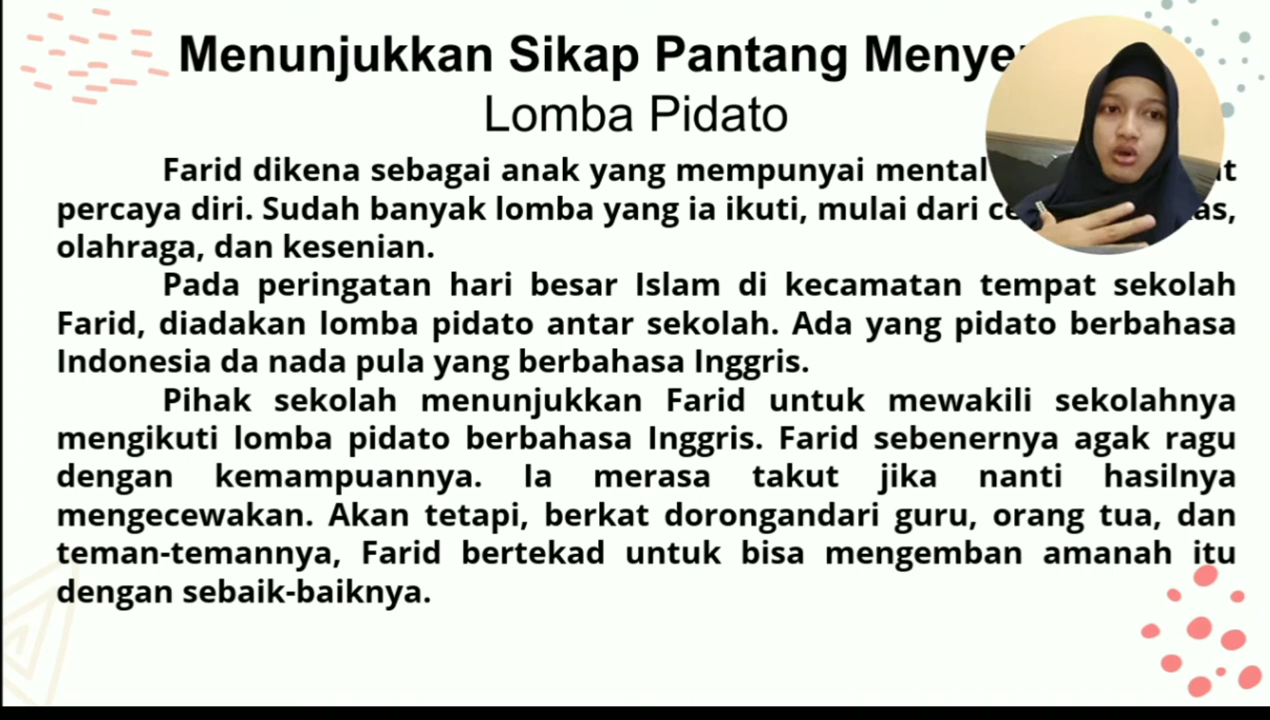 Menunjukkan Sikap Pantang
Lomba Pidato
Farid dikena sebagai anak yang mempunyai mental
percaya diri. Sudah banyak lomba yang ia ikuti, mulai dari
olahraga, dan kesenian.
Pada peringatan hari besar Islam di kecamatan tempat sekolah
Farid, diadakan lomba pidato antar sekolah. Ada yang pidato berbahasa
Indonesia da nada pula yang berbahasa Inggris.
Pihak sekolah menunjukkan Farid untuk mewakili sekolahnya
mengikuti lomba pidato berbahasa Inggris. Farid sebenernya agak ragu
dengan kemampuannya. Ia merasa takut jika nanti hasilnya
mengecewakan. Akan tetapi, berkat dorongandari guru, orang tua, dan
teman-temannya, Farid bertekad untuk bisa mengemban amanah itu
dengan sebaik-baiknya.